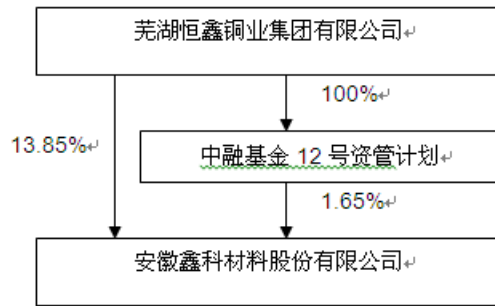 芜湖恒鑫铜业集团有限公司
100%
13.85%
中融基金 12 号资管计划
1.65%
安徽鑫科材料股份有限公司